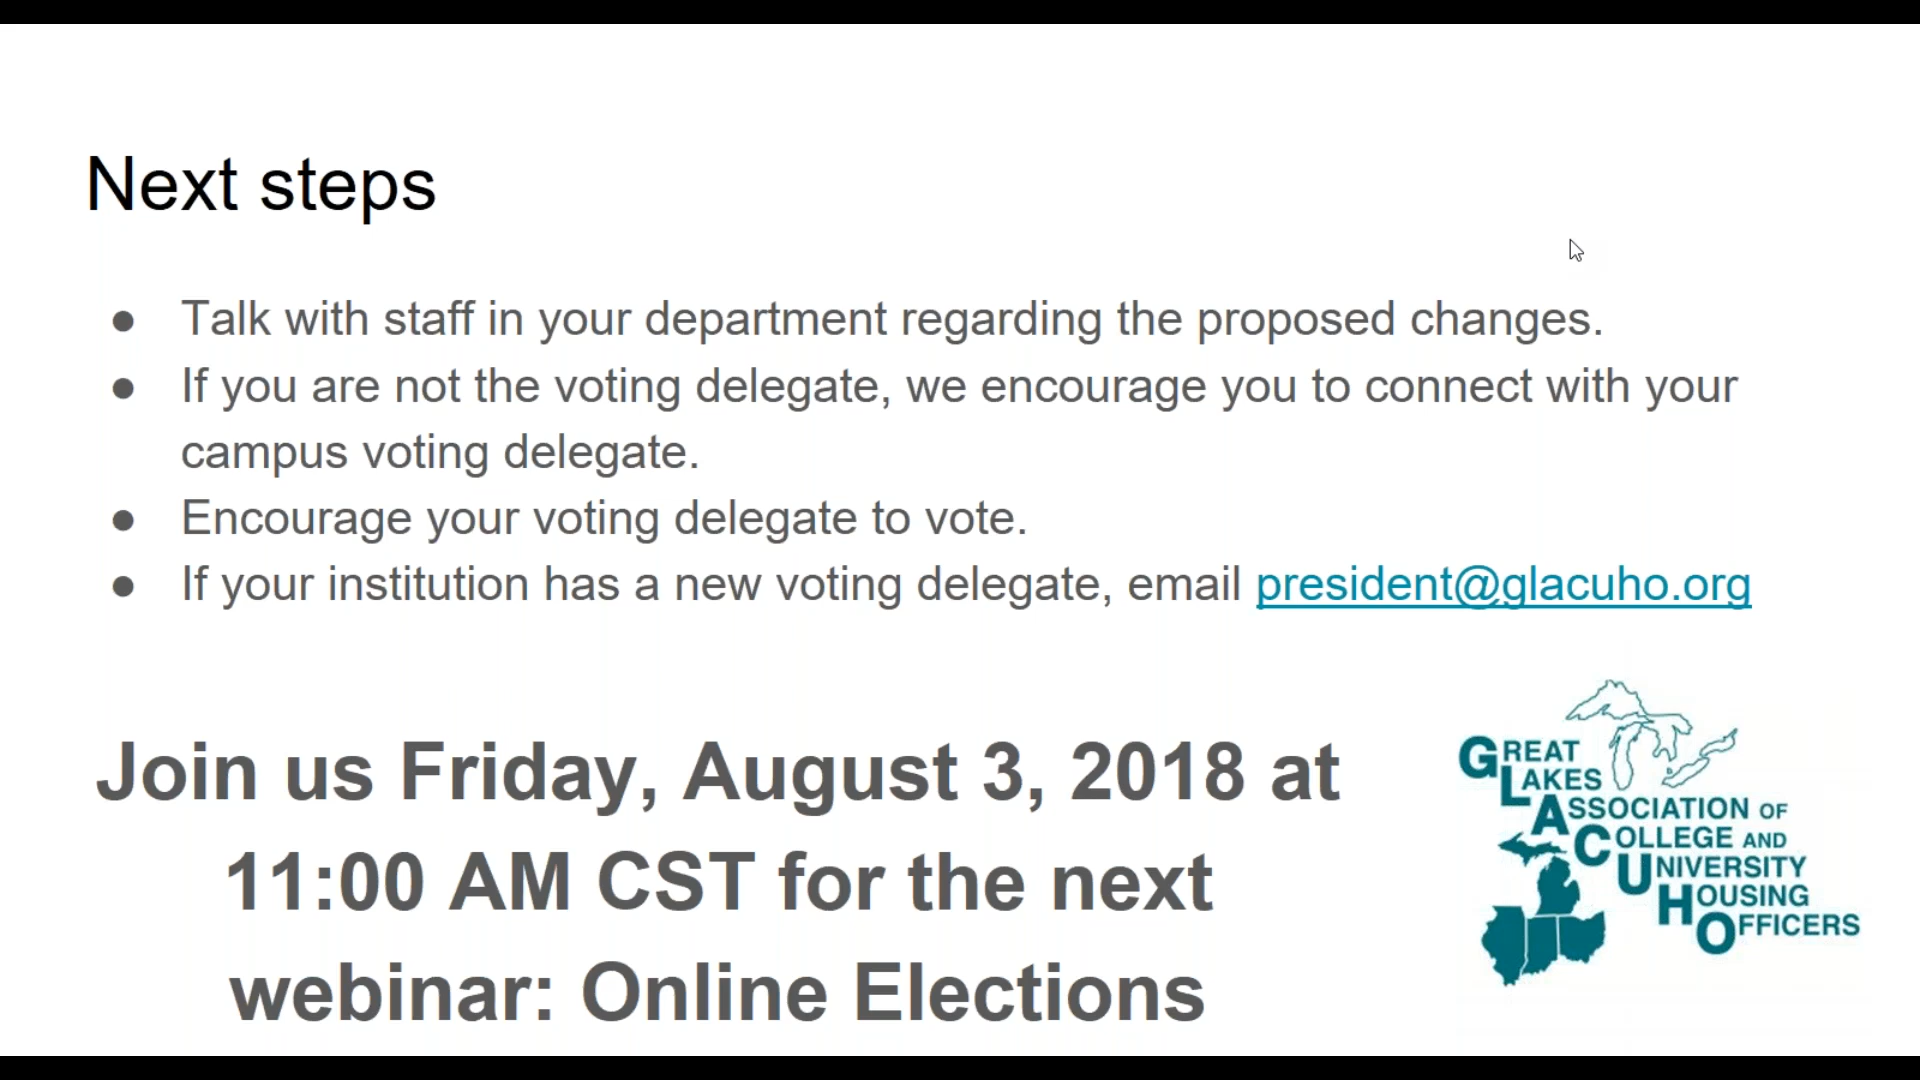 Next steps
● Talk with staff in your department regarding the proposed changes.
● If you are not the voting delegate, we encourage you to connect with your
campus voting delegate.
● Encourage your voting delegate to vote.
● If your institution has a new voting delegate, email president@glacuho.org
Join us Friday, August 3, 2018 at
11:00 AM CST for the next
webinar: Online Elections
GREAT
LAKES
ASSOCIATION OF
COLLEGE AND
UNIVERSITY
HOUSING
OFFICERS